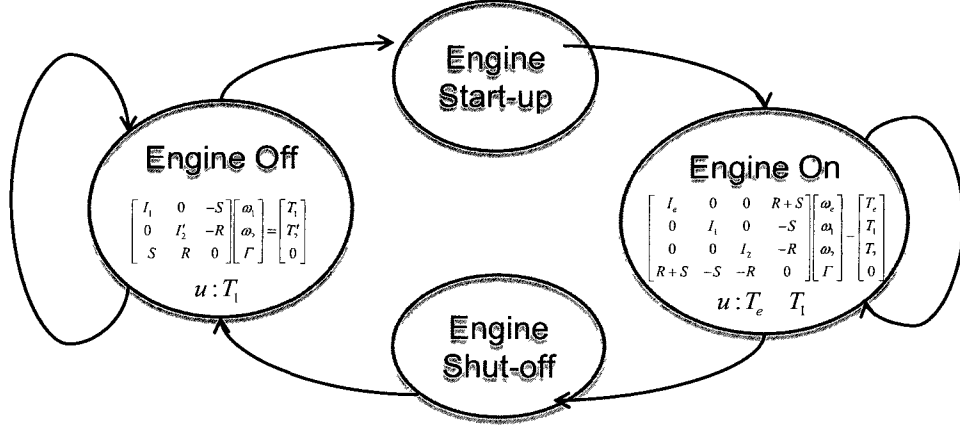 Engine
Start-up
Engine Off
[I₁ 0 -S] [ω₁] = [T₁]
[0 I₂′ -R] [ω₂] [T₂′]
[S R 0] [Γ] [0]
u : T₁
Engine On
[Iₑ 0 0 R+S] [ωₑ] – [Tₑ]
[0 I₁ 0 -S] [ω₁] [T₁]
[0 0 I₂ -R] [ω₂] [T₂]
[R+S -S -R 0] [Γ] [0]
u : Tₑ T₁
Engine
Shut-off